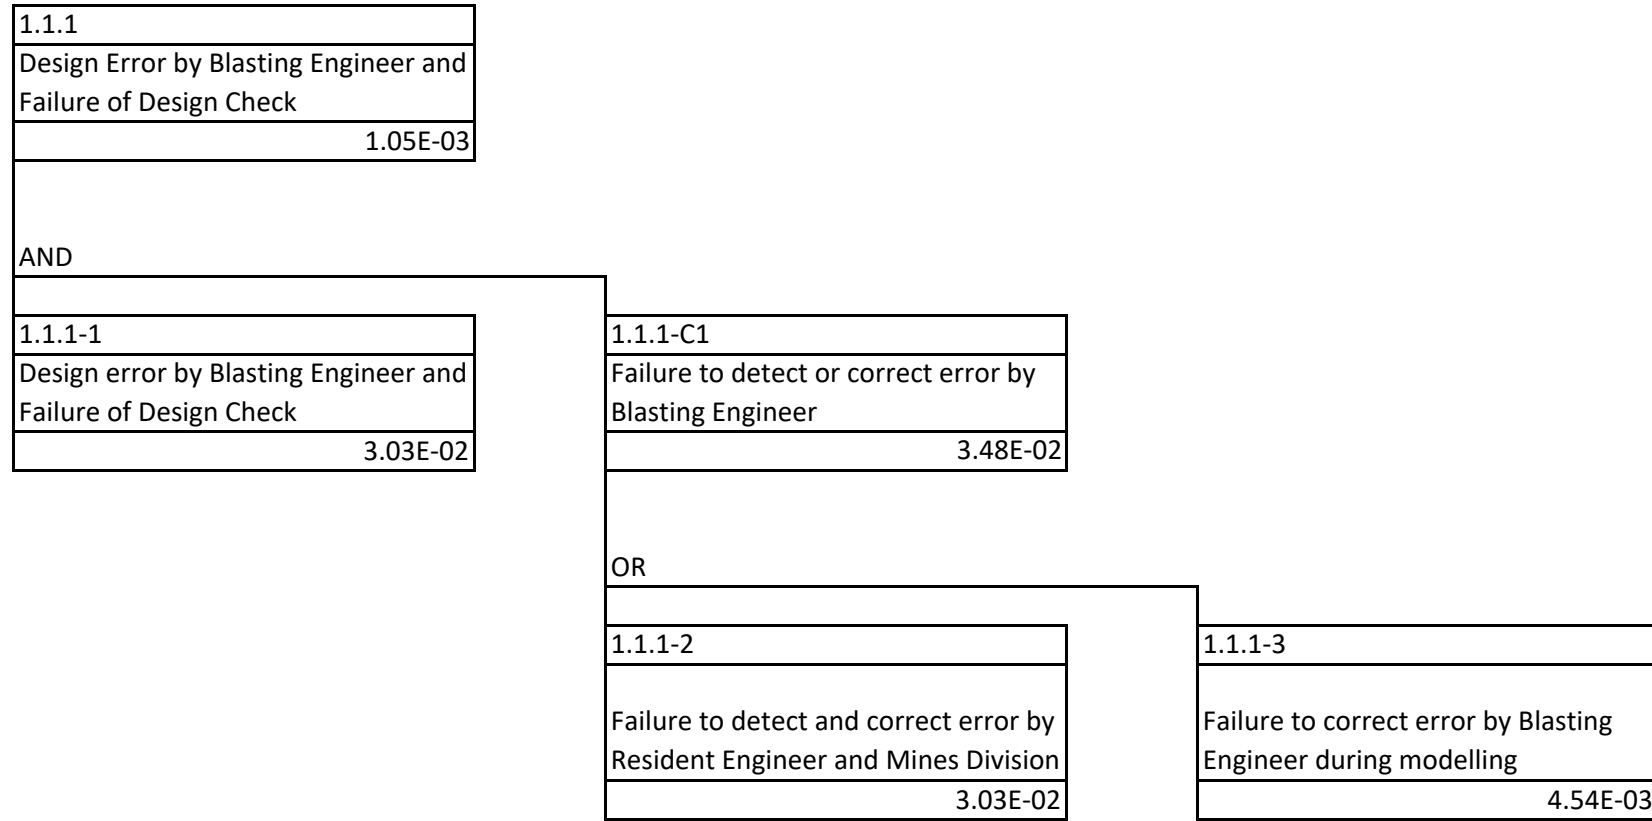 1.1.1
Design Error by Blasting Engineer and
Failure of Design Check
1.05E-03
AND
1.1.1-1
Design error by Blasting Engineer and
Failure of Design Check
3.03E-02
1.1.1-C1
Failure to detect or correct error by
Blasting Engineer
3.48E-02
OR
1.1.1-2
Failure to detect and correct error by
Resident Engineer and Mines Division
3.03E-02
1.1.1-3
Failure to correct error by Blasting
Engineer during modelling
4.54E-03